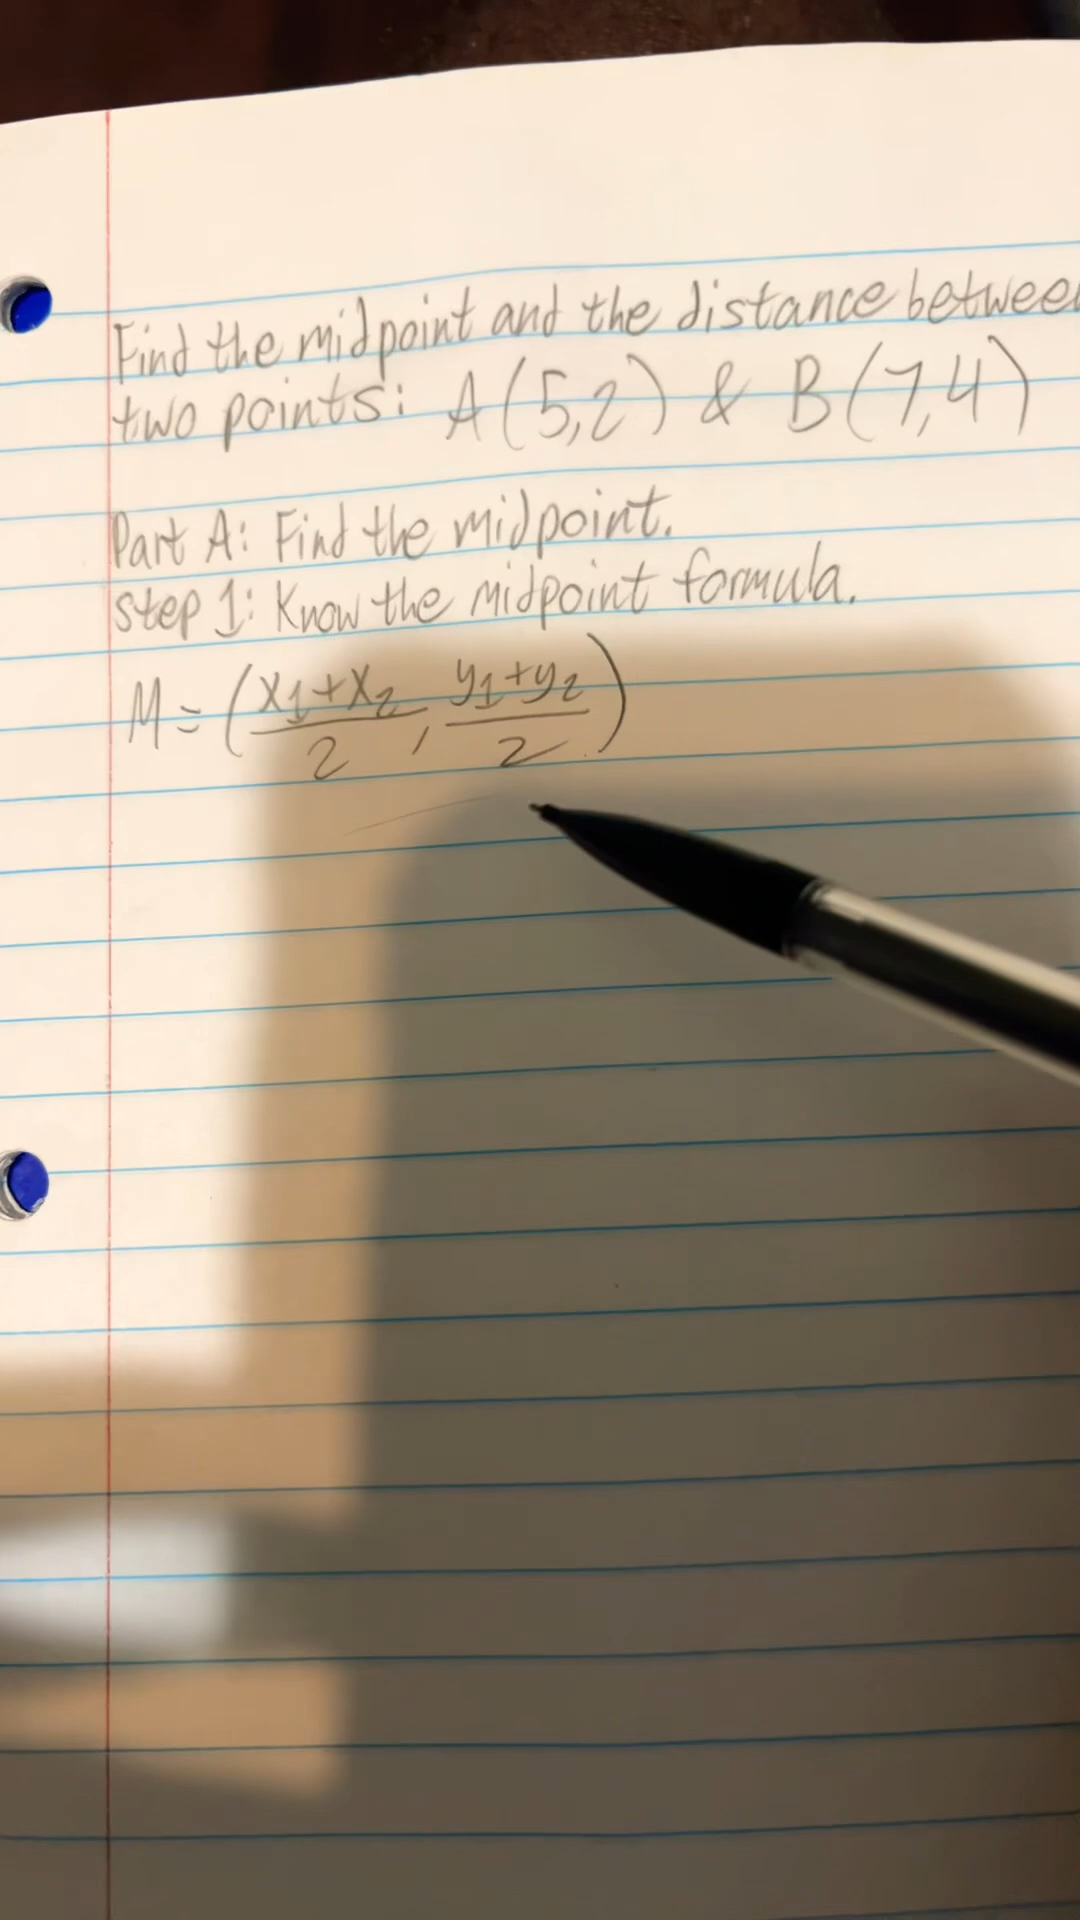 Find the midpoint and the distance between
two points: A(5,2) & B(7,4)
Part A: Find the midpoint.
step 1: Know the midpoint formula.
M = (x₁+x₂/2, y₁+y₂/2)